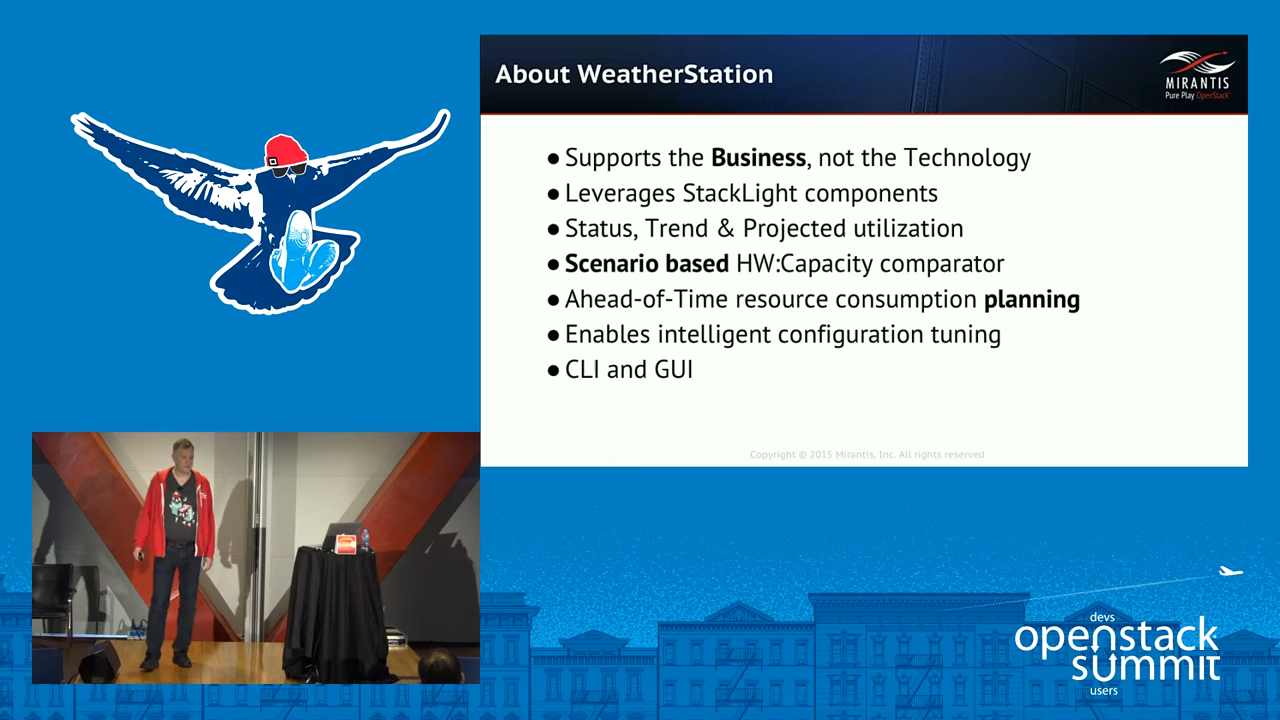 About WeatherStation
MIRANTIS
Pure Play OpenStack
● Supports the Business, not the Technology
● Leverages StackLight components
● Status, Trend & Projected utilization
● Scenario based HW:Capacity comparator
● Ahead-of-Time resource consumption planning
● Enables intelligent configuration tuning
● CLI and GUI
Copyright © 2015 Mirantis, Inc. All rights reserved
devs
openstack
summit
users